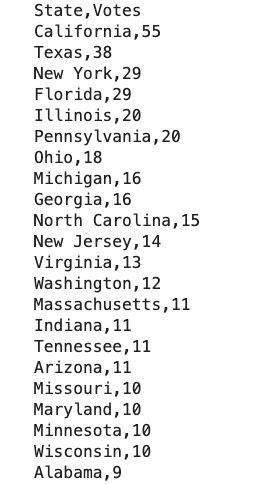 State,Votes
California,55
Texas,38
New York,29
Florida,29
Illinois,20
Pennsylvania,20
Ohio,18
Michigan,16
Georgia,16
North Carolina,15
New Jersey,14
Virginia,13
Washington,12
Massachusetts,11
Indiana,11
Tennessee,11
Arizona,11
Missouri,10
Maryland,10
Minnesota,10
Wisconsin,10
Alabama,9